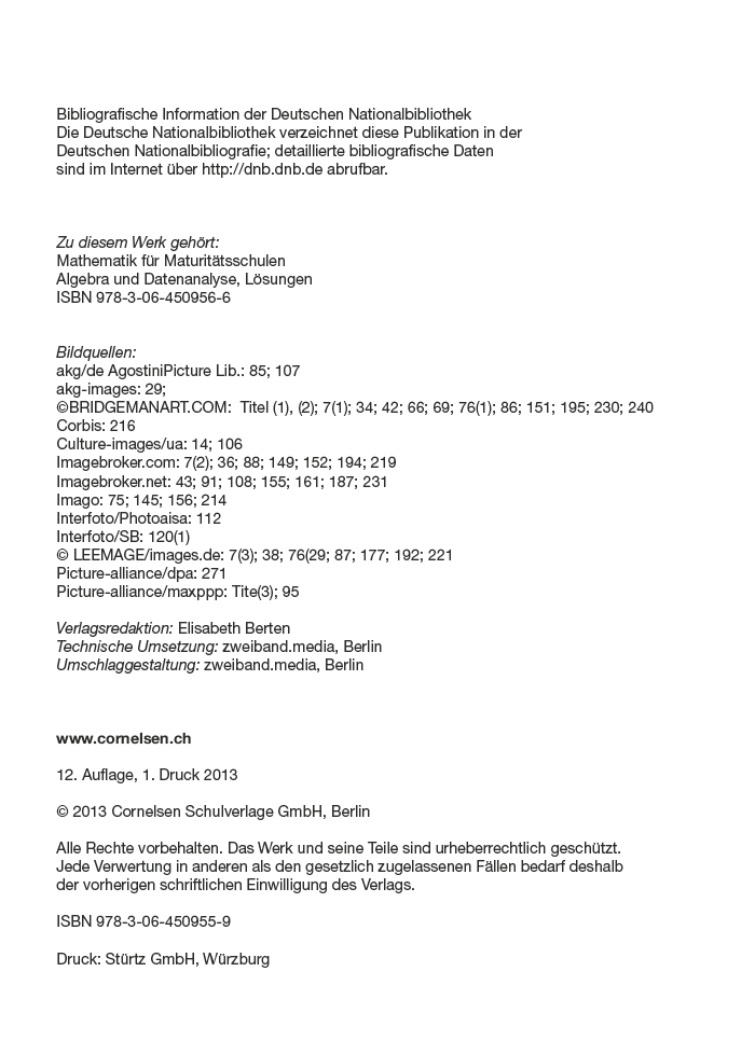 Bibliografische Information der Deutschen Nationalbibliothek
Die Deutsche Nationalbibliothek verzeichnet diese Publikation in der
Deutschen Nationalbibliografie; detaillierte bibliografische Daten
sind im Internet über http://dnb.dnb.de abrufbar.
Zu diesem Werk gehört:
Mathematik für Maturitätsschulen
Algebra und Datenanalyse, Lösungen
ISBN 978-3-06-450956-6
Bildquellen:
akg/de AgostiniPicture Lib.: 85; 107
akg-images: 29;
©BRIDGEMANART.COM: Titel (1), (2); 7(1); 34; 42; 66; 69; 76(1); 86; 151; 195; 230; 240
Corbis: 216
Culture-images/ua: 14; 106
Imagebroker.com: 7(2); 36; 88; 149; 152; 194; 219
Imagebroker.net: 43; 91; 108; 155; 161; 187; 231
Imago: 75; 145; 156; 214
Interfoto/Photoaisa: 112
Interfoto/SB: 120(1)
© LEEMAGE/images.de: 7(3); 38; 76(29; 87; 177; 192; 221
Picture-alliance/dpa: 271
Picture-alliance/maxppp: Tite(3); 95
Verlagsredaktion: Elisabeth Berten
Technische Umsetzung: zweiband.media, Berlin
Umschlaggestaltung: zweiband.media, Berlin
www.cornelsen.ch
12. Auflage, 1. Druck 2013
© 2013 Cornelsen Schulverlage GmbH, Berlin
Alle Rechte vorbehalten. Das Werk und seine Teile sind urheberrechtlich geschützt.
Jede Verwertung in anderen als den gesetzlich zugelassenen Fällen bedarf deshalb
der vorherigen schriftlichen Einwilligung des Verlags.
ISBN 978-3-06-450955-9
Druck: Stürtz GmbH, Würzburg